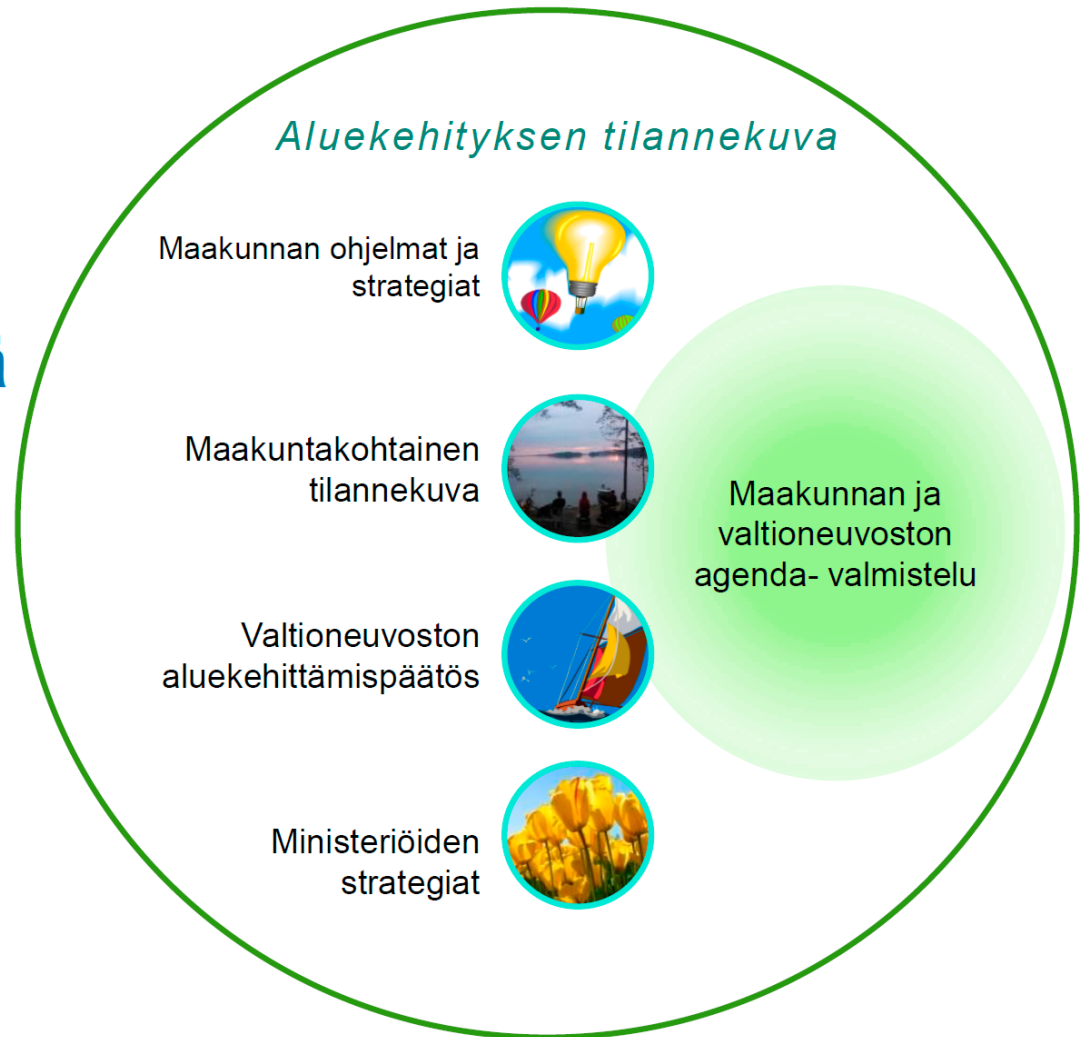 Aluekehityksen tilannekuva
Maakunnan ohjelmat ja
strategiat
Maakuntakohtainen
tilannekuva
Maakunnan ja
valtioneuvoston
agenda- valmistelu
Valtioneuvoston
aluekehittämispäätös
Ministeriöiden
strategiat